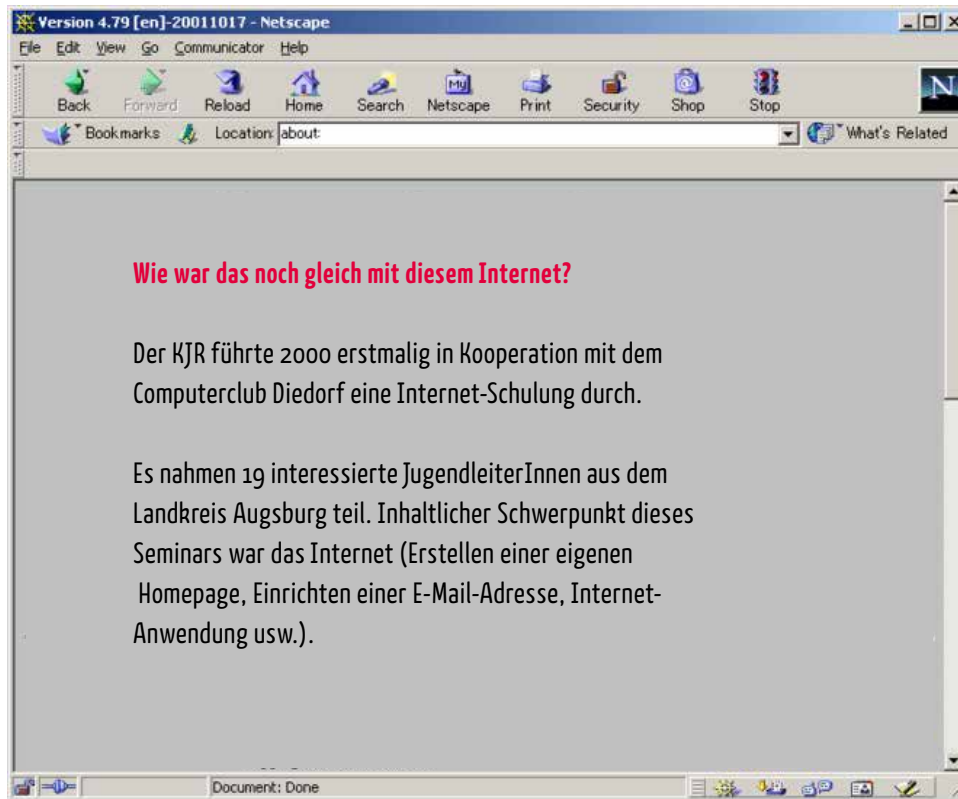 Version 4.79 [en]-20011017 - Netscape
File Edit View Go Communicator Help
Back Forward Reload Home Search Netscape Print Security Shop Stop
My
N
Bookmarks Location: about: What's Related
Wie war das noch gleich mit diesem Internet?
Der KJR führte 2000 erstmalig in Kooperation mit dem
Computerclub Diedorf eine Internet-Schulung durch.
Es nahmen 19 interessierte JugendleiterInnen aus dem
Landkreis Augsburg teil. Inhaltlicher Schwerpunkt dieses
Seminars war das Internet (Erstellen einer eigenen
Homepage, Einrichten einer E-Mail-Adresse, Internet-
Anwendung usw.).
Document: Done